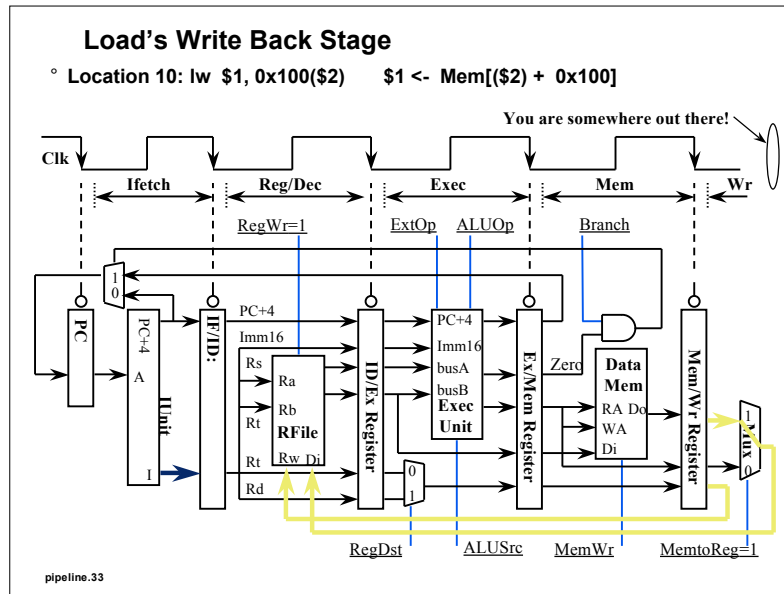 Load's Write Back Stage
° Location 10: lw $1, 0x100($2) $1 <- Mem[($2) + 0x100]
You are somewhere out there!
Clk
Ifetch
Reg/Dec
Exec
Mem
Wr
RegWr=1
ExtOp
ALUOp
Branch
1
0
PC
PC+4
A
IUnit
I
IF/ID:
PC+4
Imm16
Rs
Rt
Ra
Rb
RFile
Rw Di
Rt
Rd
ID/Ex Register
0
1
PC+4
Imm16
busA
busB
Exec
Unit
Ex/Mem Register
Zero
Data
Mem
RA Do
WA
Di
Mem/Wr Register
1
Mux
0
RegDst
ALUSrc
MemWr
MemtoReg=1
pipeline.33